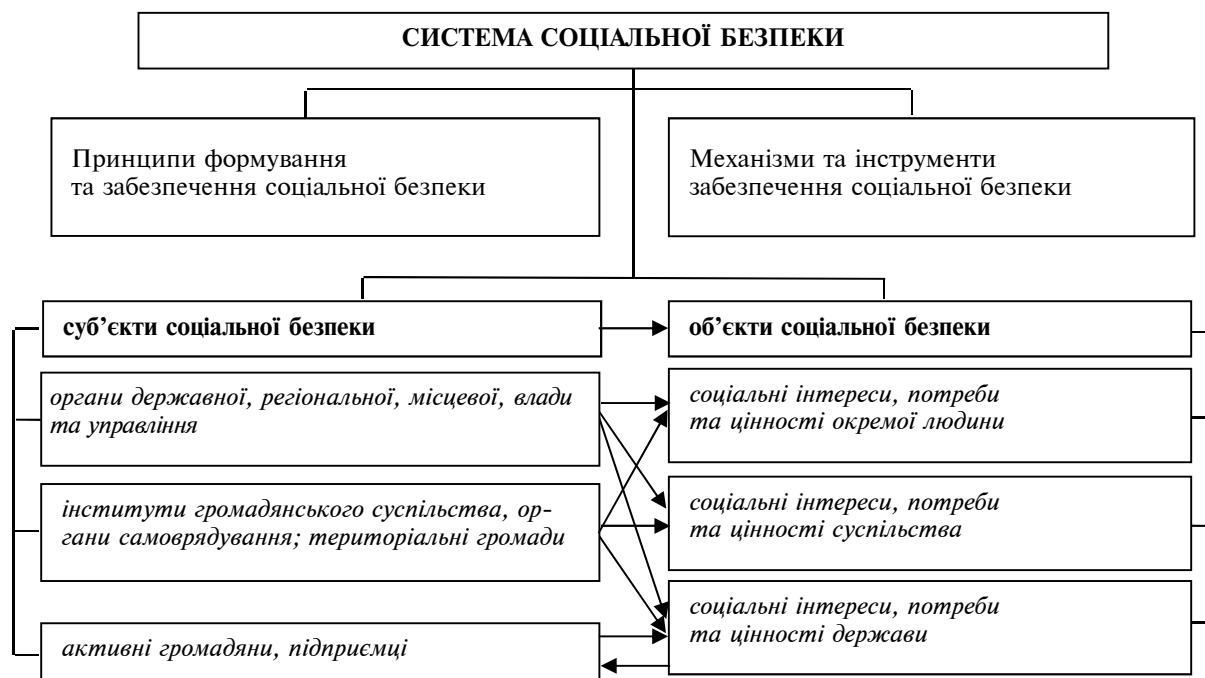 СИСТЕМА СОЦІАЛЬНОЇ БЕЗПЕКИ
Принципи формування
та забезпечення соціальної безпеки
Механізми та інструменти
забезпечення соціальної безпеки
суб’єкти соціальної безпеки
об’єкти соціальної безпеки
органи державної, регіональної, місцевої, влади
та управління
соціальні інтереси, потреби
та цінності окремої людини
інститути громадянського суспільства, ор-
гани самоврядування; територіальні громади
соціальні інтереси, потреби
та цінності суспільства
активні громадяни, підприємці
соціальні інтереси, потреби
та цінності держави